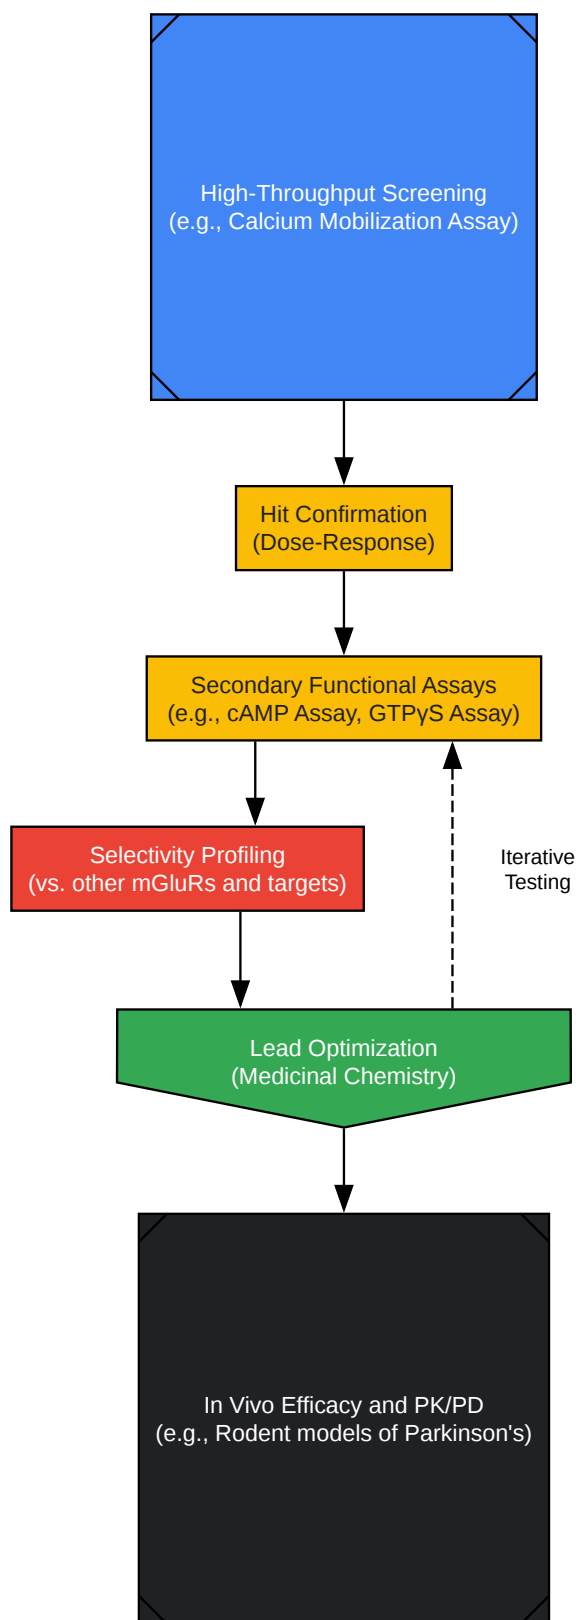 High-Throughput Screening
(e.g., Calcium Mobilization Assay)
Hit Confirmation
(Dose-Response)
Secondary Functional Assays
(e.g., cAMP Assay, GTPγS Assay)
Selectivity Profiling
(vs. other mGluRs and targets)
Iterative
Testing
Lead Optimization
(Medicinal Chemistry)
In Vivo Efficacy and PK/PD
(e.g., Rodent models of Parkinson's)